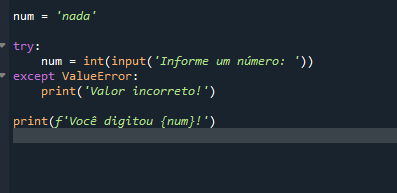 num = 'nada'
try:
    num = int(input('Informe um número: '))
except ValueError:
    print('Valor incorreto!')
print(f'Você digitou {num}!')